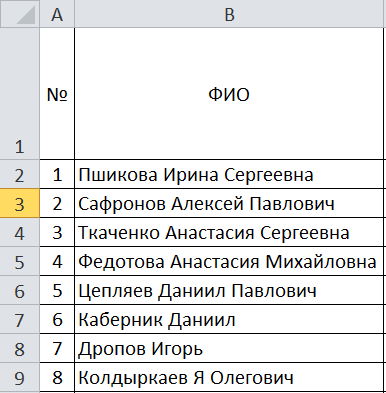 A B
1 № ФИО
2 1 Пшикова Ирина Сергеевна
3 2 Сафронов Алексей Павлович
4 3 Ткаченко Анастасия Сергеевна
5 4 Федотова Анастасия Михайловна
6 5 Цепляев Даниил Павлович
7 6 Каберник Даниил
8 7 Дропов Игорь
9 8 Колдыркаев Я Олегович